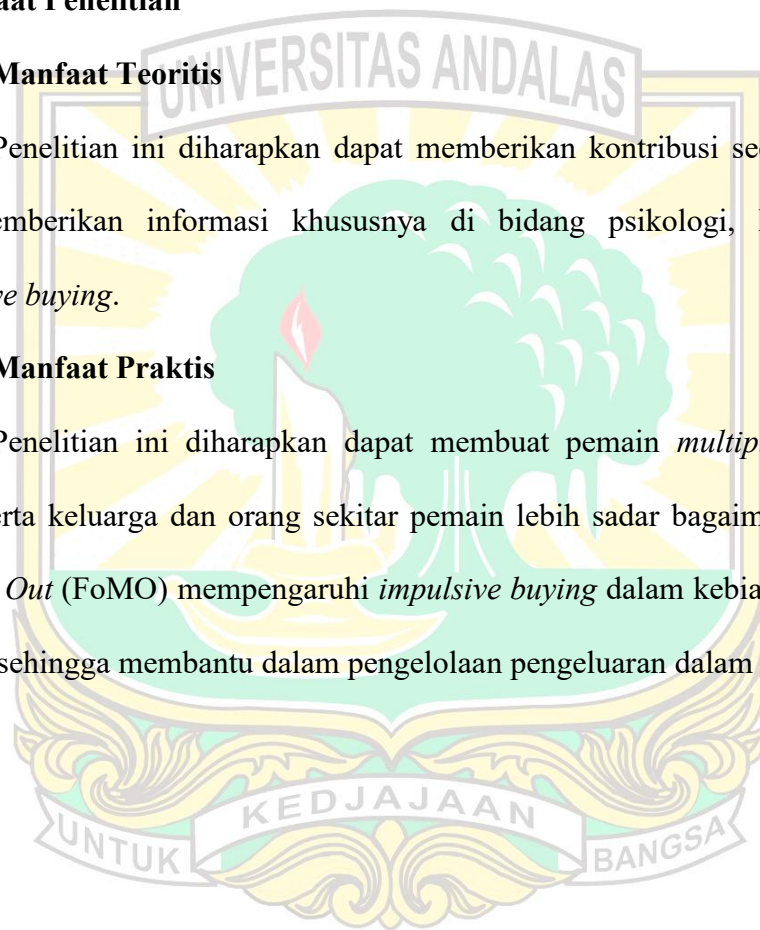 aat Penelitian
Manfaat Teoritis
UNIVERSITAS ANDALAS
Penelitian ini diharapkan dapat memberikan kontribusi sec
emberikan informasi khususnya di bidang psikologi,
ve buying.
Manfaat Praktis
Penelitian ini diharapkan dapat membuat pemain multip
erta keluarga dan orang sekitar pemain lebih sadar bagaim
Out (FoMO) mempengaruhi impulsive buying dalam kebia
sehingga membantu dalam pengelolaan pengeluaran dalam
KEDJAJAAN
UNTUK
BANGSA